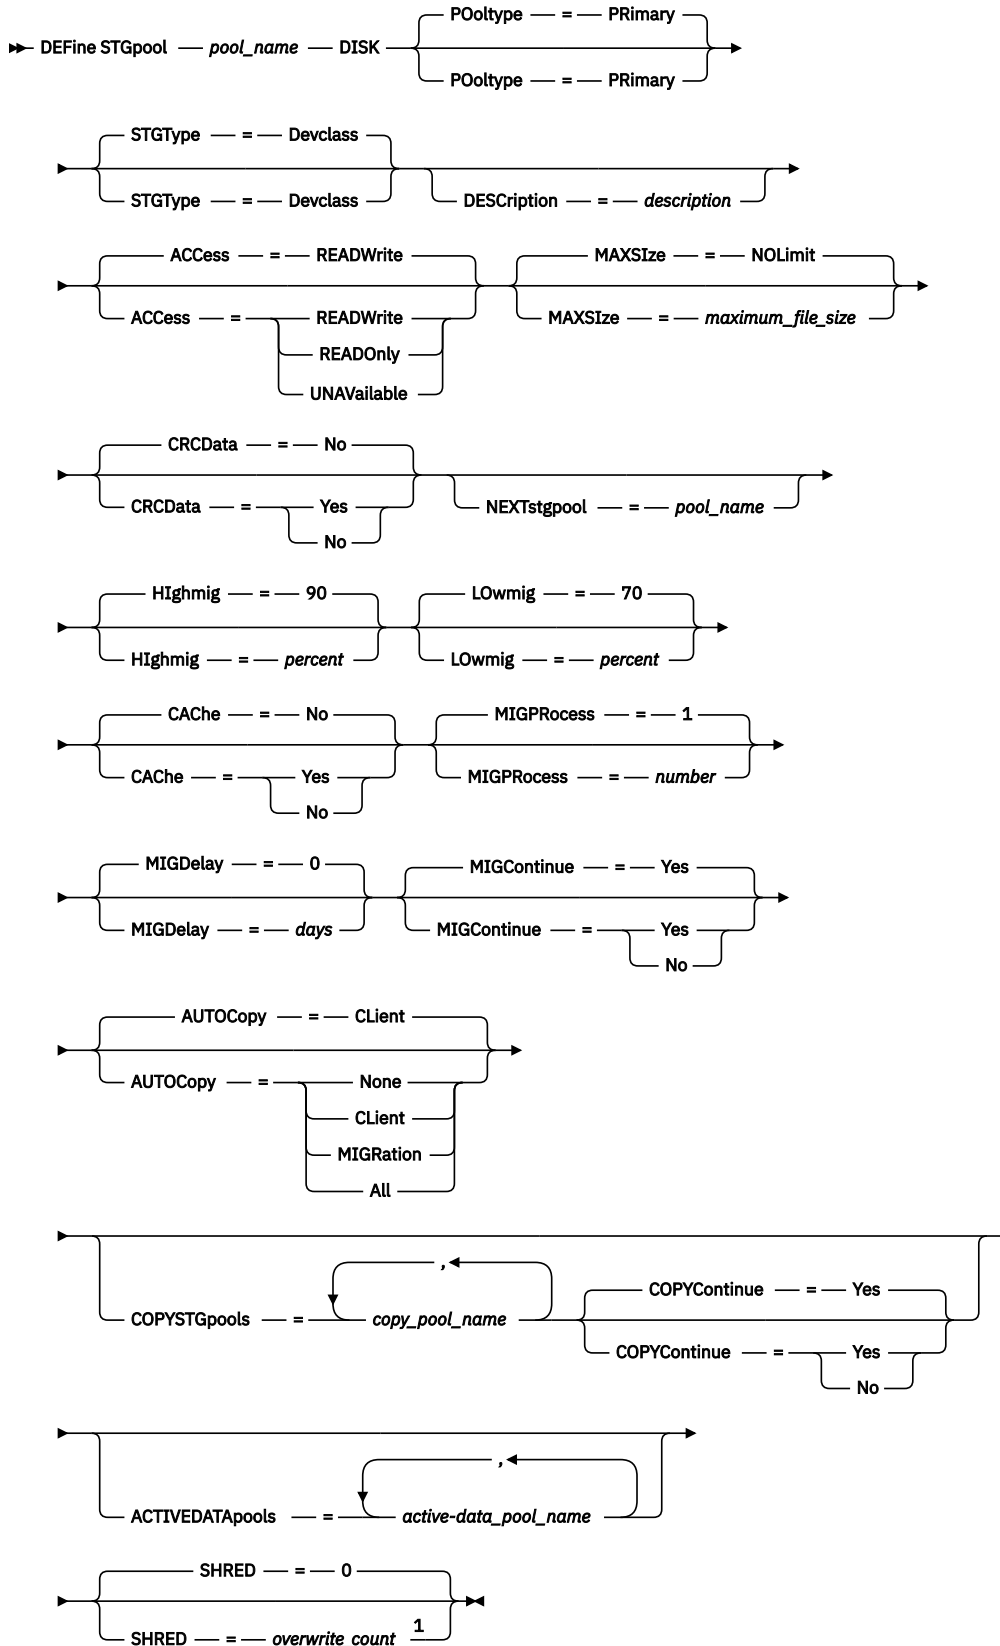 POoltype = PRimary
DEFine STGpool pool_name DISK
POoltype = PRimary
STGType = Devclass
STGType = Devclass
DESCription = description
ACCess = READWrite
MAXSIze = NOLimit
ACCess = READWrite
MAXSIze = maximum_file_size
READOnly
UNAVailable
CRCData = No
CRCData = Yes
NEXTstgpool = pool_name
No
HIghmig = 90
LOwmig = 70
HIghmig = percent
LOwmig = percent
CAChe = No
MIGPRocess = 1
CAChe = Yes
MIGPRocess = number
No
MIGDelay = 0
MIGContinue = Yes
MIGDelay = days
MIGContinue = Yes
No
AUTOCopy = CLient
AUTOCopy = None
CLient
MIGRation
All
,
COPYContinue = Yes
COPYSTGpools = copy_pool_name
COPYContinue = Yes
No
,
ACTIVEDATApools = active-data_pool_name
SHRED = 0
SHRED = overwrite count 1